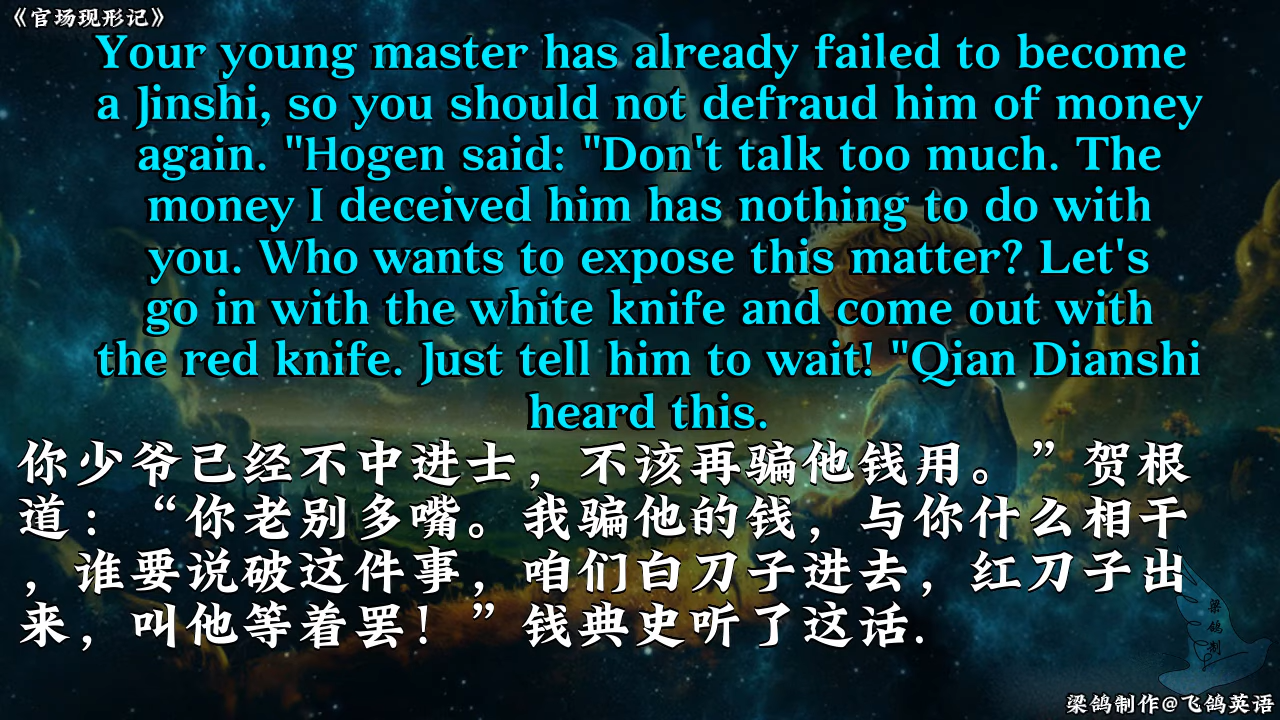 《官场现形记》
Your young master has already failed to become
a Jinshi, so you should not defraud him of money
again. "Hogen said: "Don't talk too much. The
money I deceived him has nothing to do with
you. Who wants to expose this matter? Let's
go in with the white knife and come out with
the red knife. Just tell him to wait! "Qian Dianshi
heard this.
你少爷已经不中进士，不该再骗他钱用。”贺根
道：“你老别多嘴。我骗他的钱，与你什么相干
，谁要说破这件事，咱们白刀子进去，红刀子出
来，叫他等着罢！”钱典史听了这话.
梁鸽制
梁鸽制作@飞鸽英语